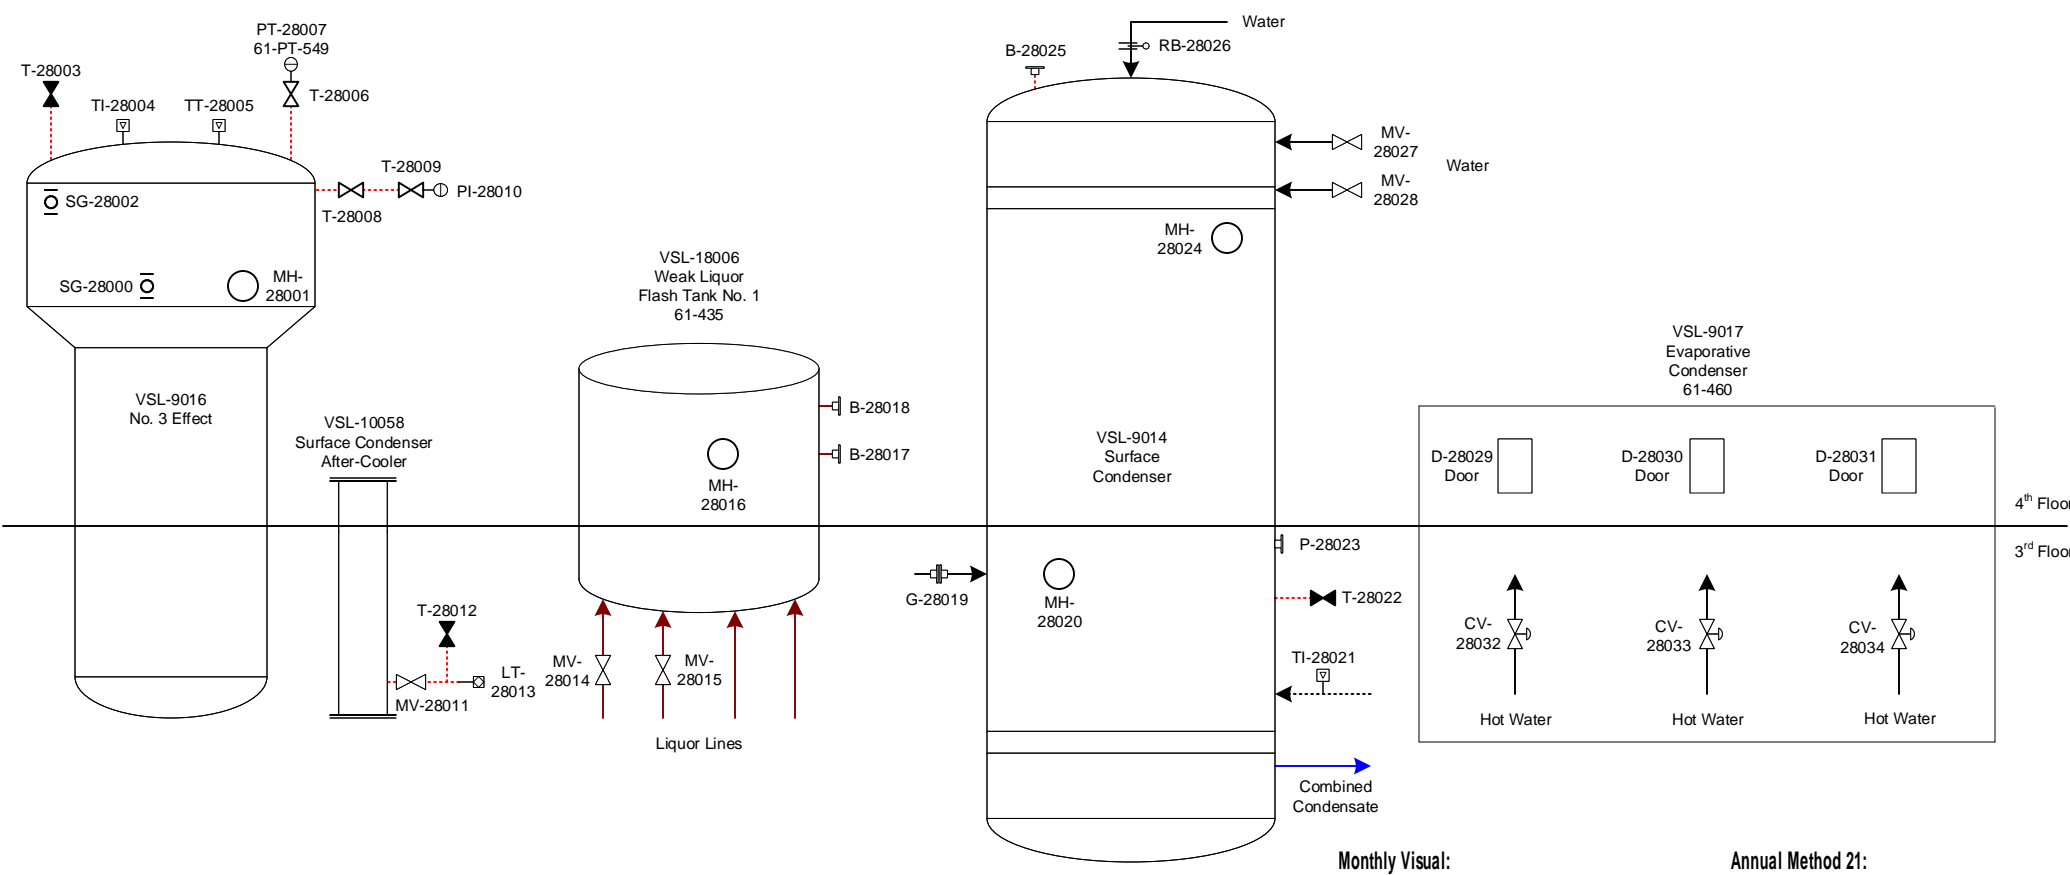 PT-28007
61-PT-549
T-28003
T-28006
TI-28004
TT-28005
T-28009
PI-28010
T-28008
SG-28002
SG-28000
MH-
28001
VSL-9016
No. 3 Effect
VSL-10058
Surface Condenser
After-Cooler
T-28012
LT-
28013
MV-28011
VSL-18006
Weak Liquor
Flash Tank No. 1
61-435
B-28018
B-28017
MH-
28016
MV-
28014
MV-
28015
Liquor Lines
Water
B-28025
RB-28026
MV-
28027
Water
MV-
28028
MH-
28024
VSL-9014
Surface
Condenser
P-28023
G-28019
MH-
28020
T-28022
TI-28021
Combined
Condensate
VSL-9017
Evaporative
Condenser
61-460
D-28029
Door
D-28030
Door
D-28031
Door
4th Floor
3rd Floor
CV-
28032
CV-
28033
CV-
28034
Hot Water
Hot Water
Hot Water
Monthly Visual:
Annual Method 21: